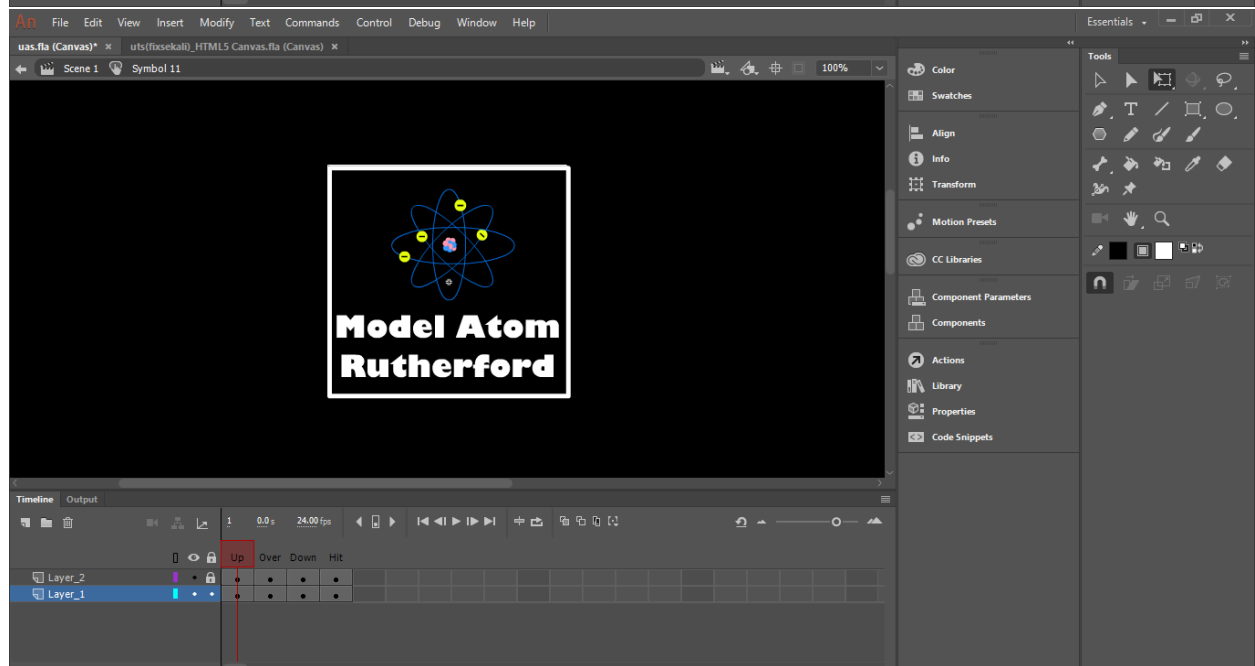 An File Edit View Insert Modify Text Commands Control Debug Window Help
Essentials
uas.fla (Canvas)* × uts(fixsekali)_HTML5 Canvas.fla (Canvas) ×
Scene 1 Symbol 11 100%
Color
Swatches
Align
Info
Transform
Motion Presets
CC Libraries
Component Parameters
Components
Actions
Library
Properties
Code Snippets
Tools
Model Atom
Rutherford
Timeline Output
1 0.0 s 24.00 fps
Up Over Down Hit
Layer_2
Layer_1